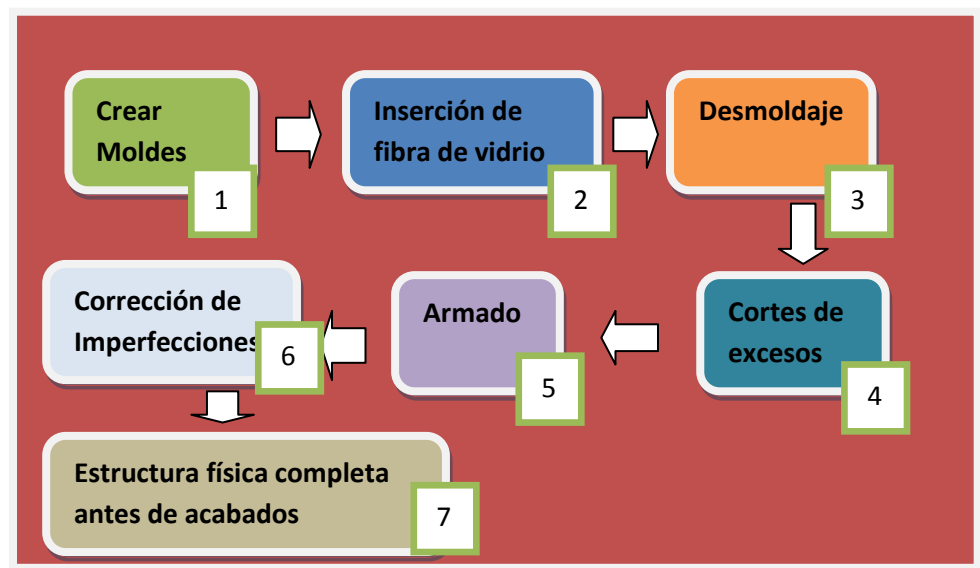 Crear
Moldes
1
Inserción de
fibra de vidrio
2
Desmoldaje
3
Cortes de
excesos
4
Armado
5
Corrección de
Imperfecciones
6
Estructura física completa
antes de acabados
7